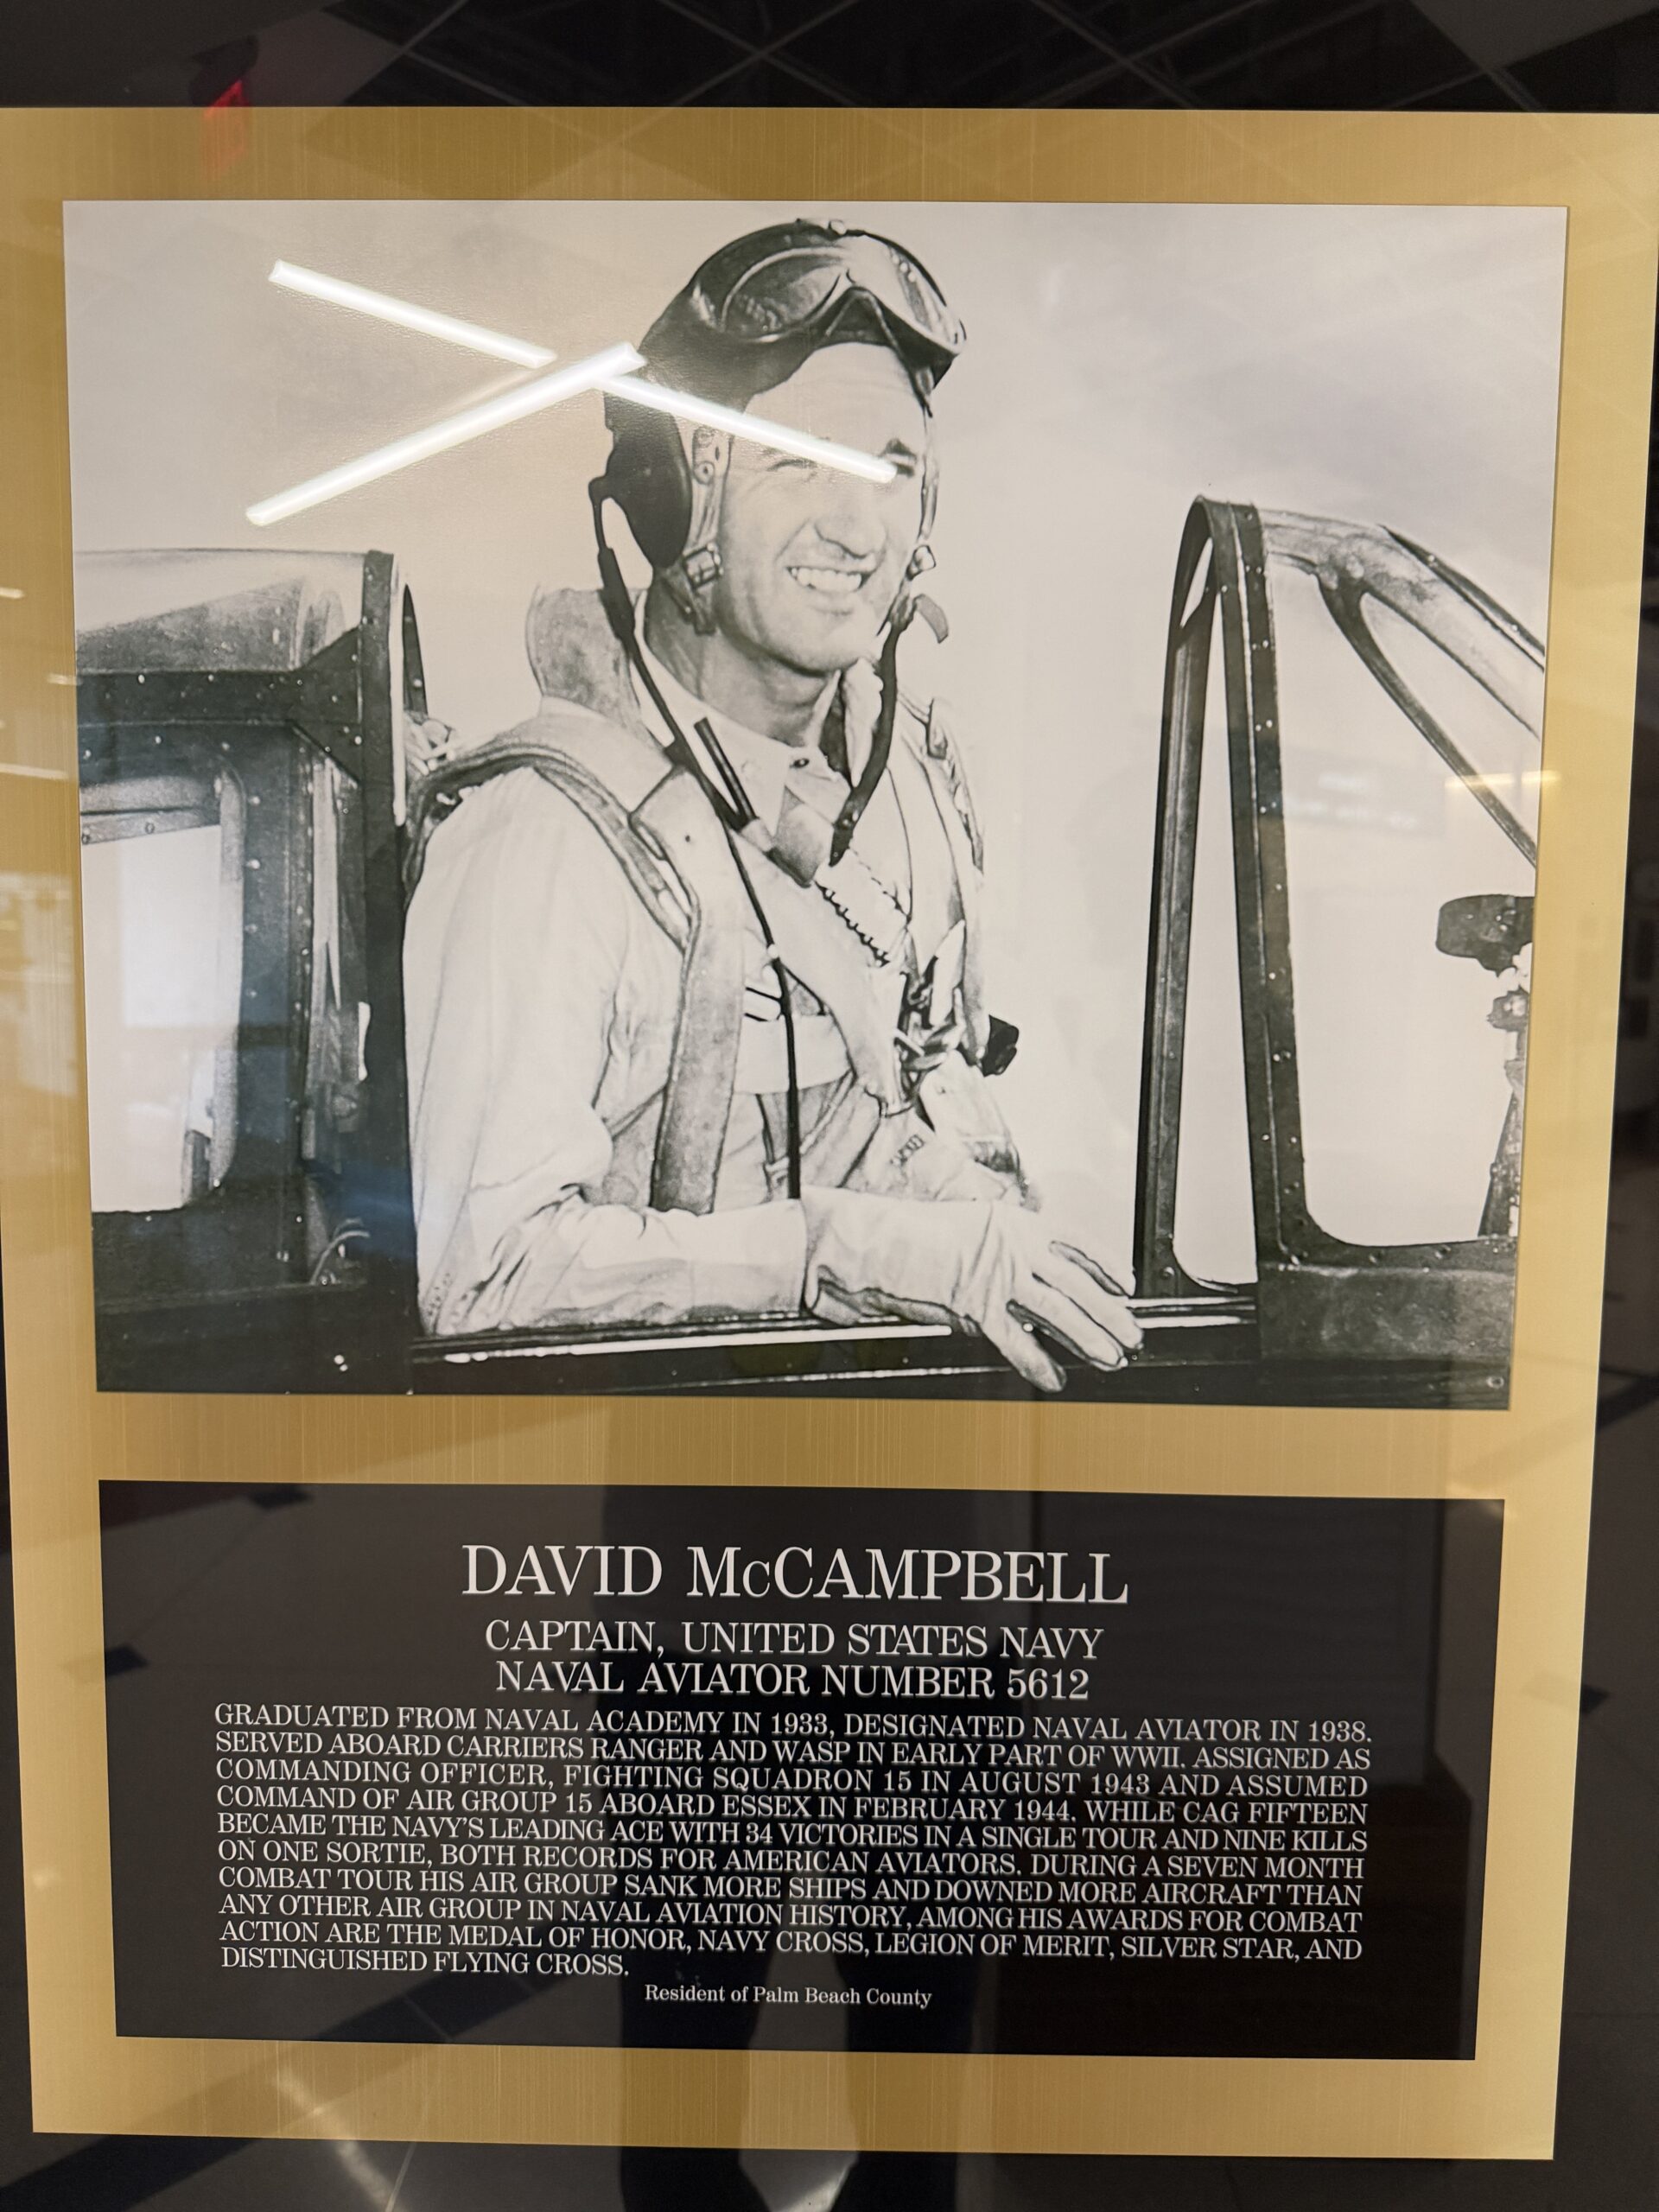 DAVID McCAMPBELL
CAPTAIN, UNITED STATES NAVY
NAVAL AVIATOR NUMBER 5612
GRADUATED FROM NAVAL ACADEMY IN 1933, DESIGNATED NAVAL AVIATOR IN 1938.
SERVED ABOARD CARRIERS RANGER AND WASP IN EARLY PART OF WWII. ASSIGNED AS
COMMANDING OFFICER, FIGHTING SQUADRON 15 IN AUGUST 1943 AND ASSUMED
COMMAND OF AIR GROUP 15 ABOARD ESSEX IN FEBRUARY 1944. WHILE CAG FIFTEEN
BECAME THE NAVY'S LEADING ACE WITH 34 VICTORIES IN A SINGLE TOUR AND NINE KILLS
ON ONE SORTIE, BOTH RECORDS FOR AMERICAN AVIATORS. DURING A SEVEN MONTH
COMBAT TOUR HIS AIR GROUP SANK MORE SHIPS AND DOWNED MORE AIRCRAFT THAN
ANY OTHER AIR GROUP IN NAVAL AVIATION HISTORY, AMONG HIS AWARDS FOR COMBAT
ACTION ARE THE MEDAL OF HONOR, NAVY CROSS, LEGION OF MERIT, SILVER STAR, AND
DISTINGUISHED FLYING CROSS.
Resident of Palm Beach County